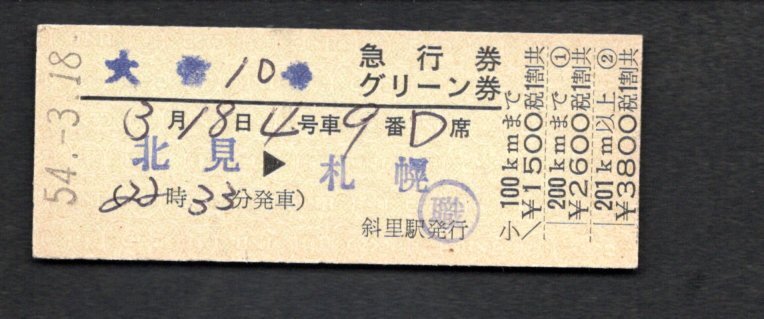 54.-3.18.
大雪10号
急行券
グリーン券
3月18日4号車9番D席
北見▶札幌
(22時33分発車)
職
斜里駅発行
小
100kmまで ¥1500税1割共
200kmまで ¥2600税1割共 ①
201km以上 ¥3800税1割共 ②